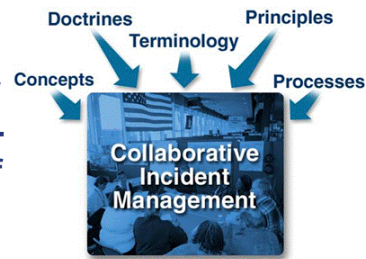 Doctrines
Principles
Terminology
Concepts
Processes
Collaborative
Incident
Management